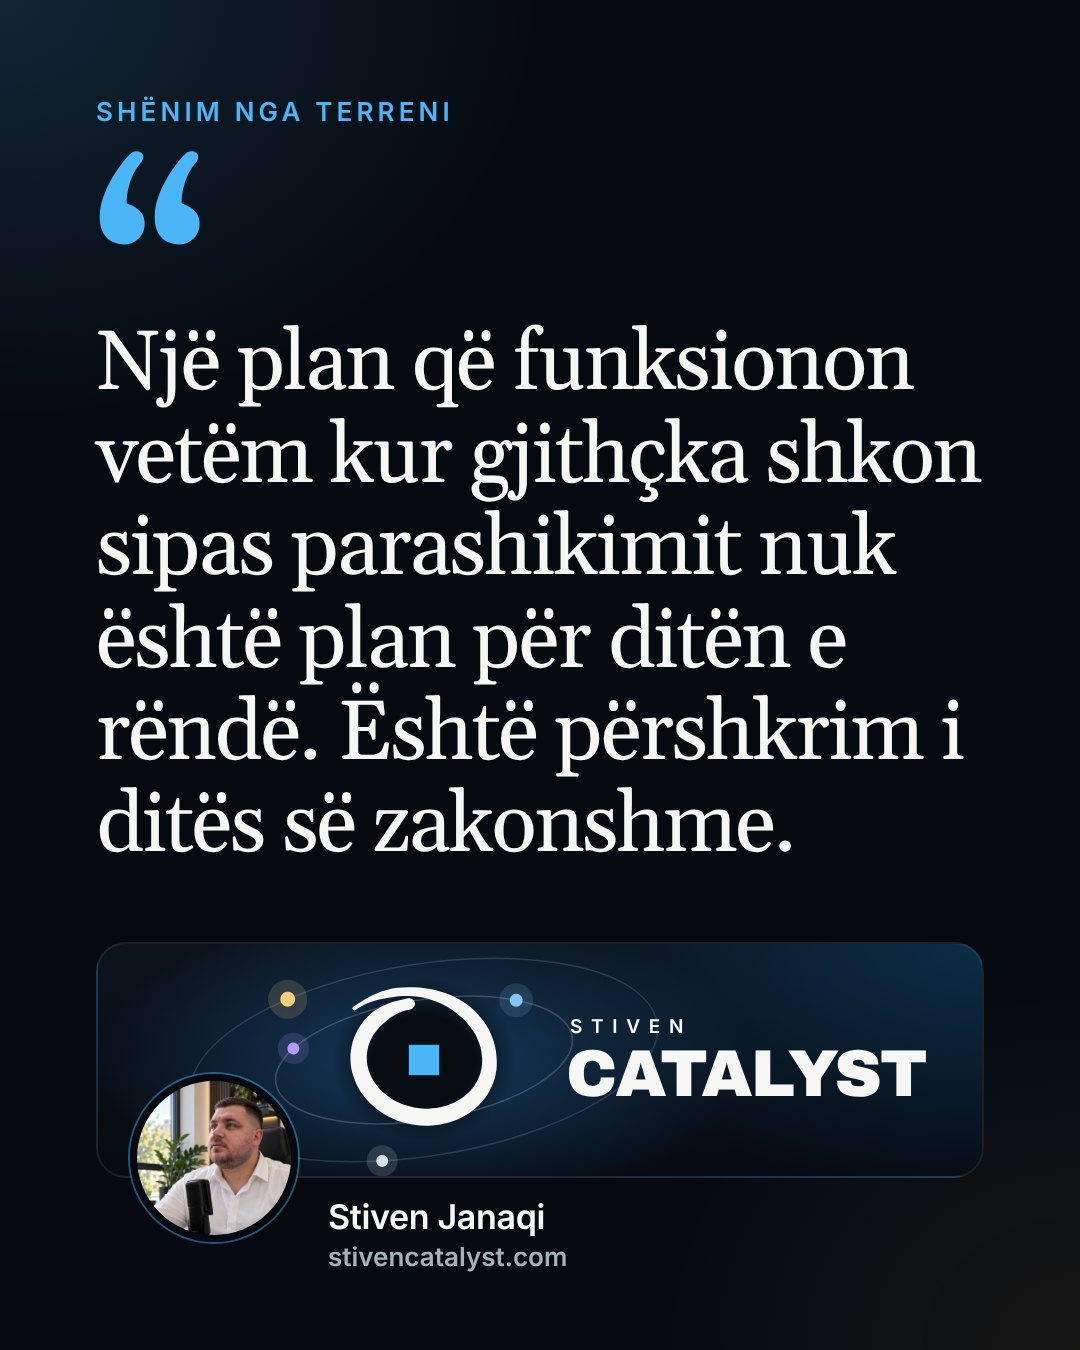 SHËNIM NGA TERRENI
“
Një plan që funksionon
vetëm kur gjithçka shkon
sipas parashikimit nuk
është plan për ditën e
rëndë. Është përshkrim i
ditës së zakonshme.
STIVEN
CATALYST
Stiven Janaqi
stivencatalyst.com